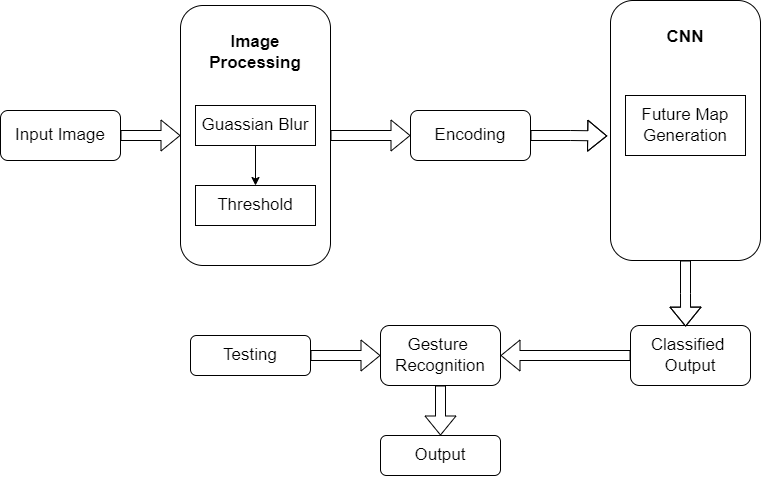 Image
Processing
CNN
Guassian Blur
Future Map
Generation
Input Image
Encoding
Threshold
Testing
Gesture
Recognition
Classified
Output
Output